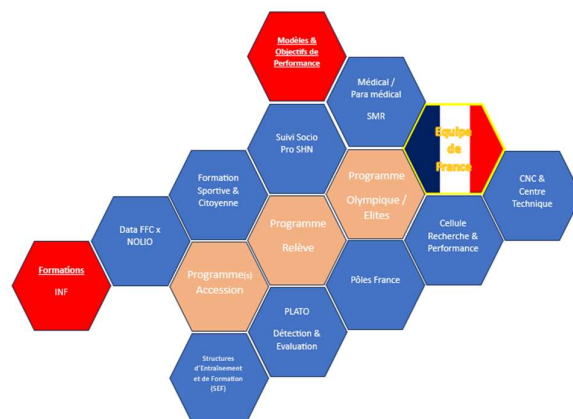 Modèles &
Objectifs de
Performance
Médical /
Para médical
SMR
Suivi Socio
Pro SHN
Equipe
de
France
Formation
Sportive &
Citoyenne
Programme
Olympique /
Elites
CNC &
Centre
Technique
Data FFC x
NOLIO
Programme
Relève
Cellule
Recherche &
Performance
Formations
INF
Programme(s)
Accession
Pôles France
PLATO
Détection &
Evaluation
Structures
d'Entraînement
et de Formation
(SEF)